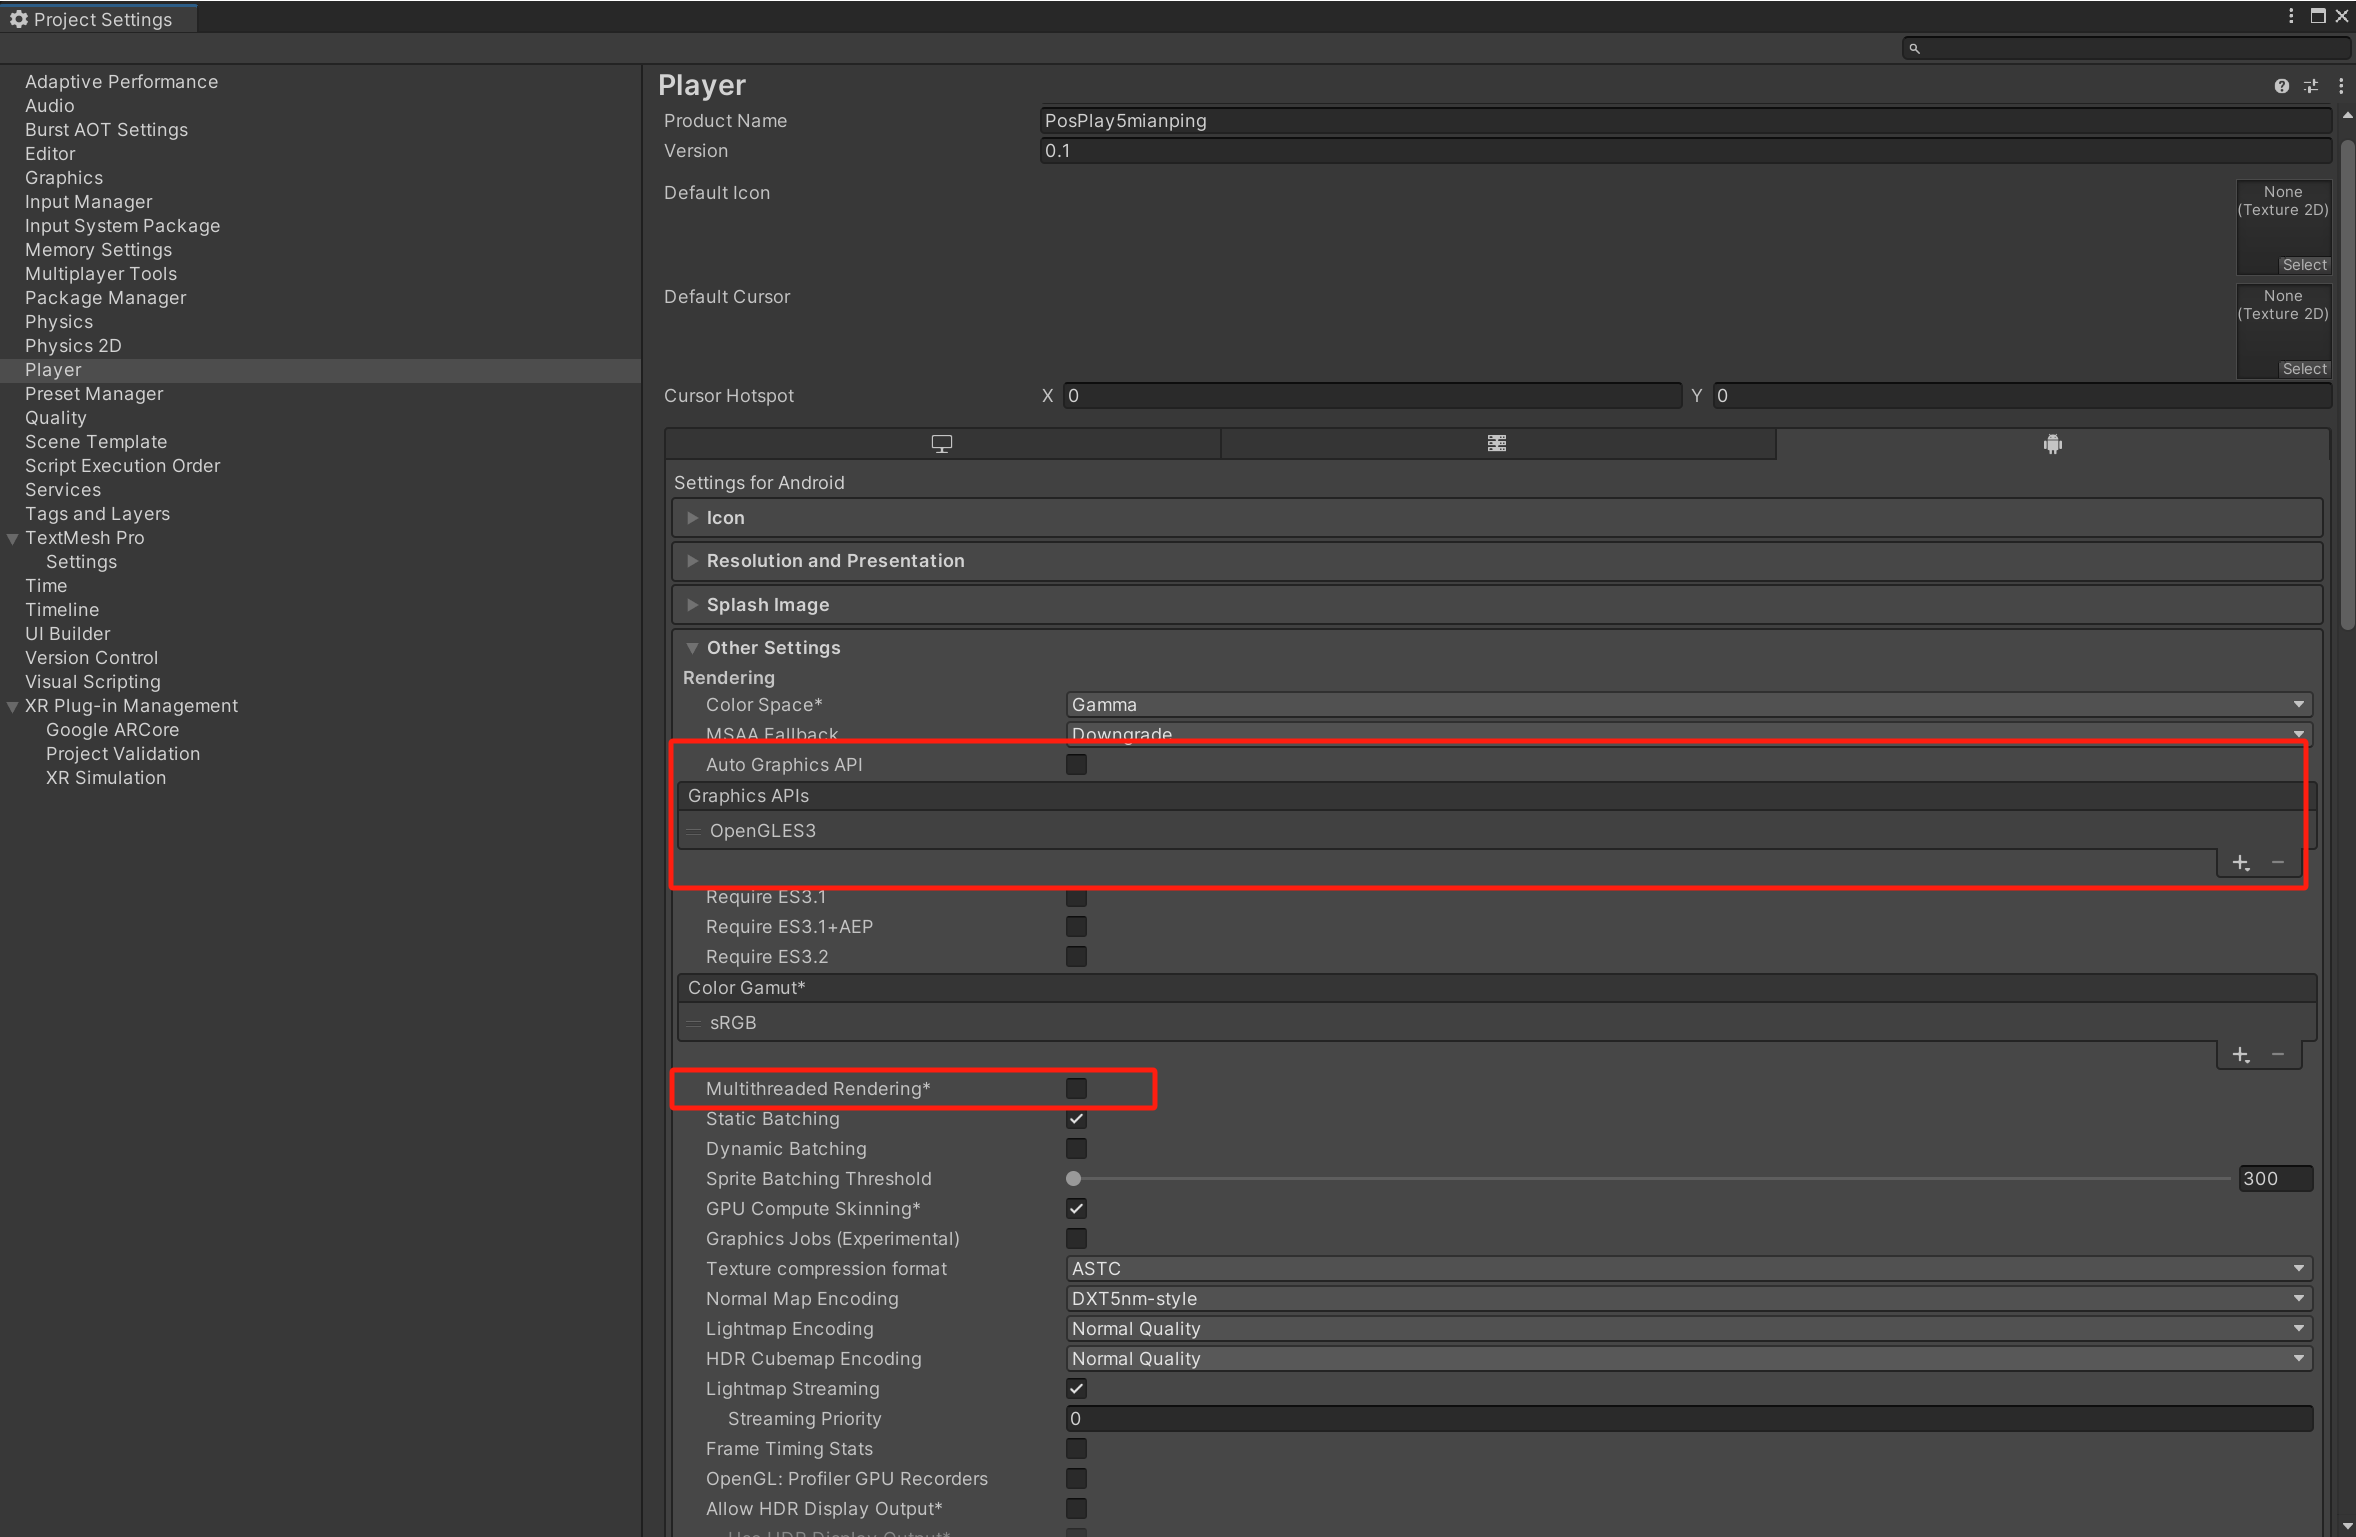 Project Settings
Adaptive Performance
Audio
Burst AOT Settings
Editor
Graphics
Input Manager
Input System Package
Memory Settings
Multiplayer Tools
Package Manager
Physics
Physics 2D
Player
Preset Manager
Quality
Scene Template
Script Execution Order
Services
Tags and Layers
TextMesh Pro
Settings
Time
Timeline
UI Builder
Version Control
Visual Scripting
XR Plug-in Management
Google ARCore
Project Validation
XR Simulation
Player
Product Name PosPlay5mianping
Version 0.1
Default Icon
None
(Texture 2D)
Select
Default Cursor
None
(Texture 2D)
Select
Cursor Hotspot X 0 Y 0
Settings for Android
Icon
Resolution and Presentation
Splash Image
Other Settings
Rendering
Color Space* Gamma
MSAA Fallback Downgrade
Auto Graphics API
Graphics APIs
OpenGLES3
Require ES3.1
Require ES3.1+AEP
Require ES3.2
Color Gamut*
sRGB
Multithreaded Rendering*
Static Batching
Dynamic Batching
Sprite Batching Threshold 300
GPU Compute Skinning*
Graphics Jobs (Experimental)
Texture compression format ASTC
Normal Map Encoding DXT5nm-style
Lightmap Encoding Normal Quality
HDR Cubemap Encoding Normal Quality
Lightmap Streaming
Streaming Priority 0
Frame Timing Stats
OpenGL: Profiler GPU Recorders
Allow HDR Display Output*
Use HDR Display Output*